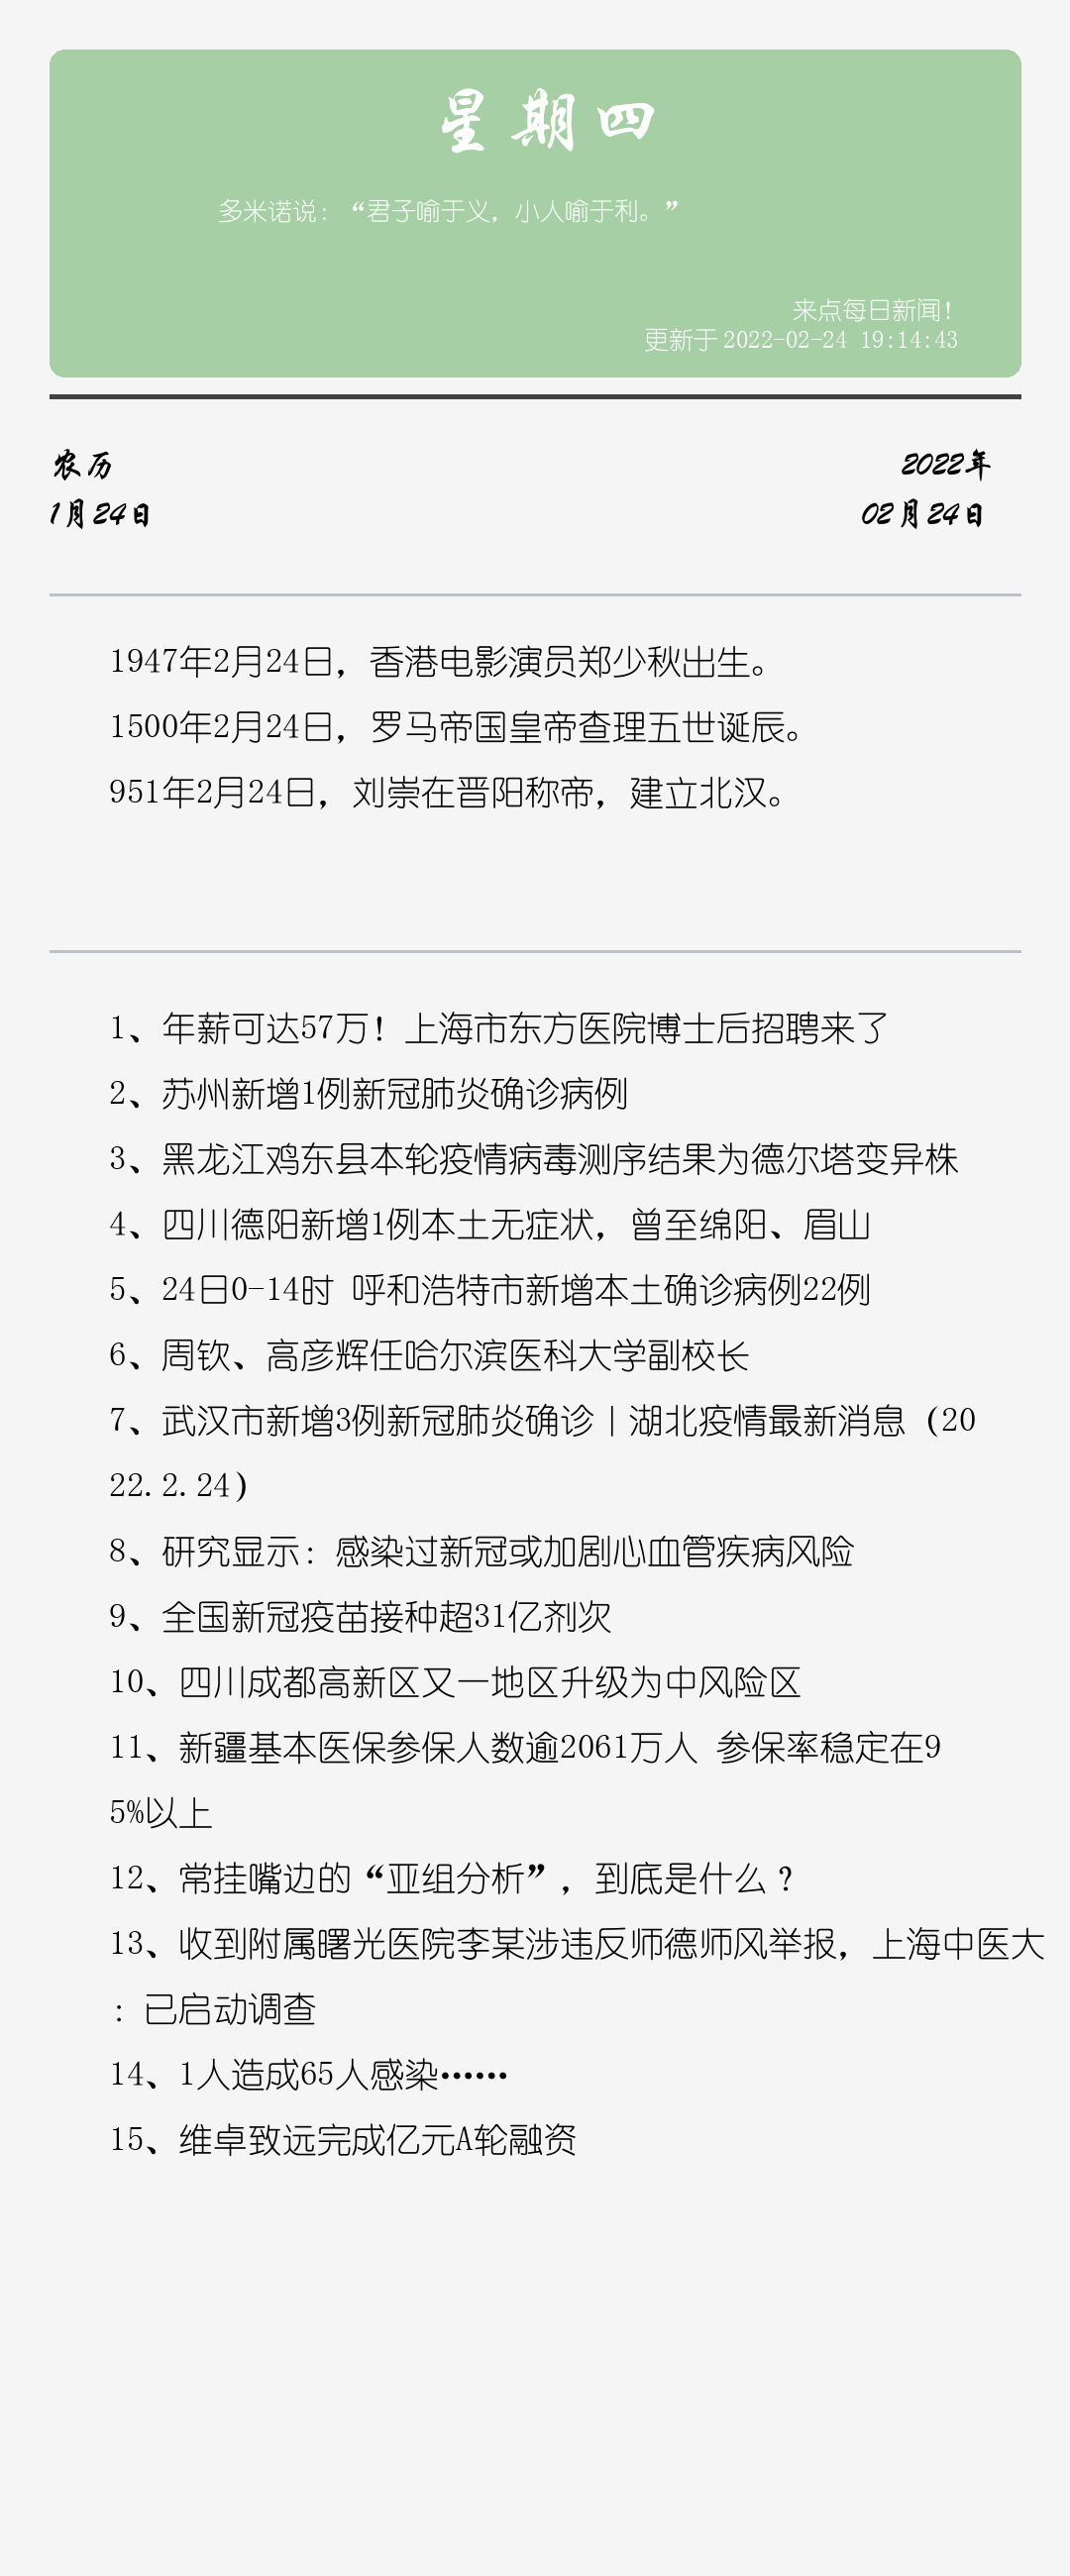 星期四
多米诺说：“君子喻于义，小人喻于利。”
来点每日新闻！
更新于2022-02-24 19:14:43
农历
2022年
1月24日
02月24日
1947年2月24日，香港电影演员郑少秋出生。
1500年2月24日，罗马帝国皇帝查理五世诞辰。
951年2月24日，刘崇在晋阳称帝，建立北汉。
1、年薪可达57万！上海市东方医院博士后招聘来了
2、苏州新增1例新冠肺炎确诊病例
3、黑龙江鸡东县本轮疫情病毒测序结果为德尔塔变异株
4、四川德阳新增1例本土无症状，曾至绵阳、眉山
5、24日0-14时 呼和浩特市新增本土确诊病例22例
6、周钦、高彦辉任哈尔滨医科大学副校长
7、武汉市新增3例新冠肺炎确诊｜湖北疫情最新消息（20
22.2.24）
8、研究显示：感染过新冠或加剧心血管疾病风险
9、全国新冠疫苗接种超31亿剂次
10、四川成都高新区又一地区升级为中风险区
11、新疆基本医保参保人数逾2061万人 参保率稳定在9
5%以上
12、常挂嘴边的“亚组分析”，到底是什么？
13、收到附属曙光医院李某涉违反师德师风举报，上海中医大
：已启动调查
14、1人造成65人感染……
15、维卓致远完成亿元A轮融资